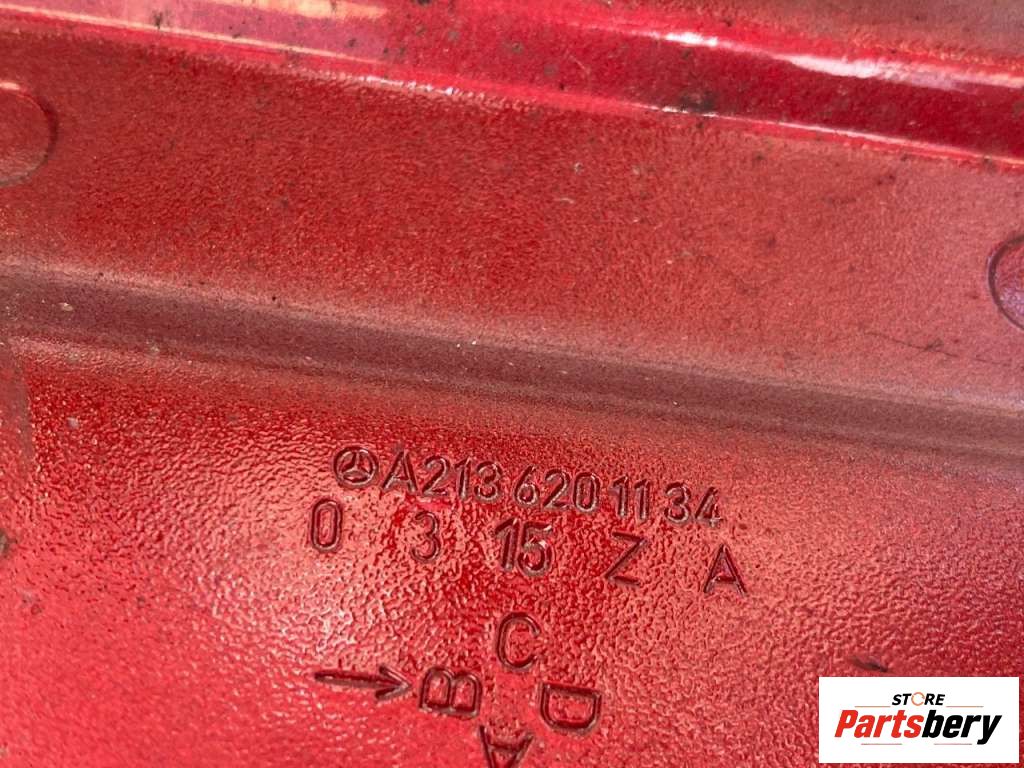 A213 620 11 34
0 3 15 Z A
C
B D
A
STORE
Partsbery